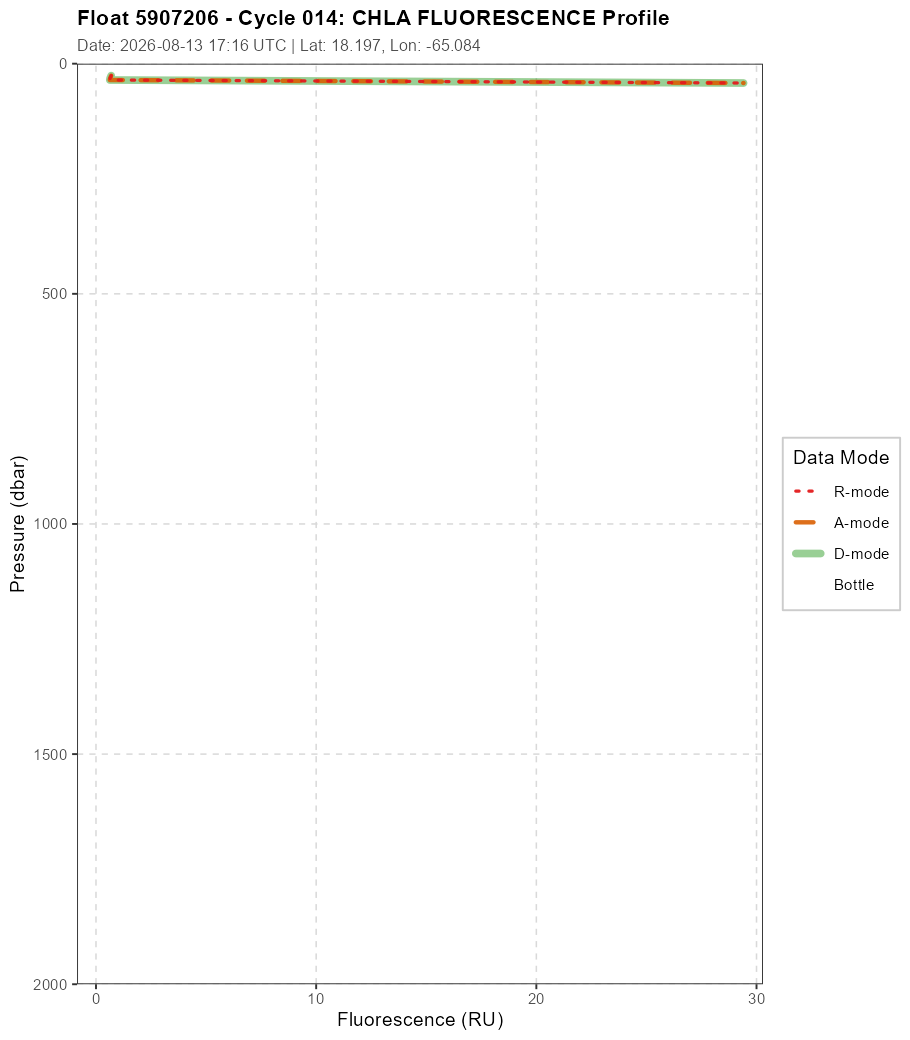 Float 5907206 - Cycle 014: CHLA FLUORESCENCE Profile
Date: 2026-08-13 17:16 UTC | Lat: 18.197, Lon: -65.084
0
500
1000
1500
2000
Pressure (dbar)
0 10 20 30
Fluorescence (RU)
Data Mode
R-mode
A-mode
D-mode
Bottle